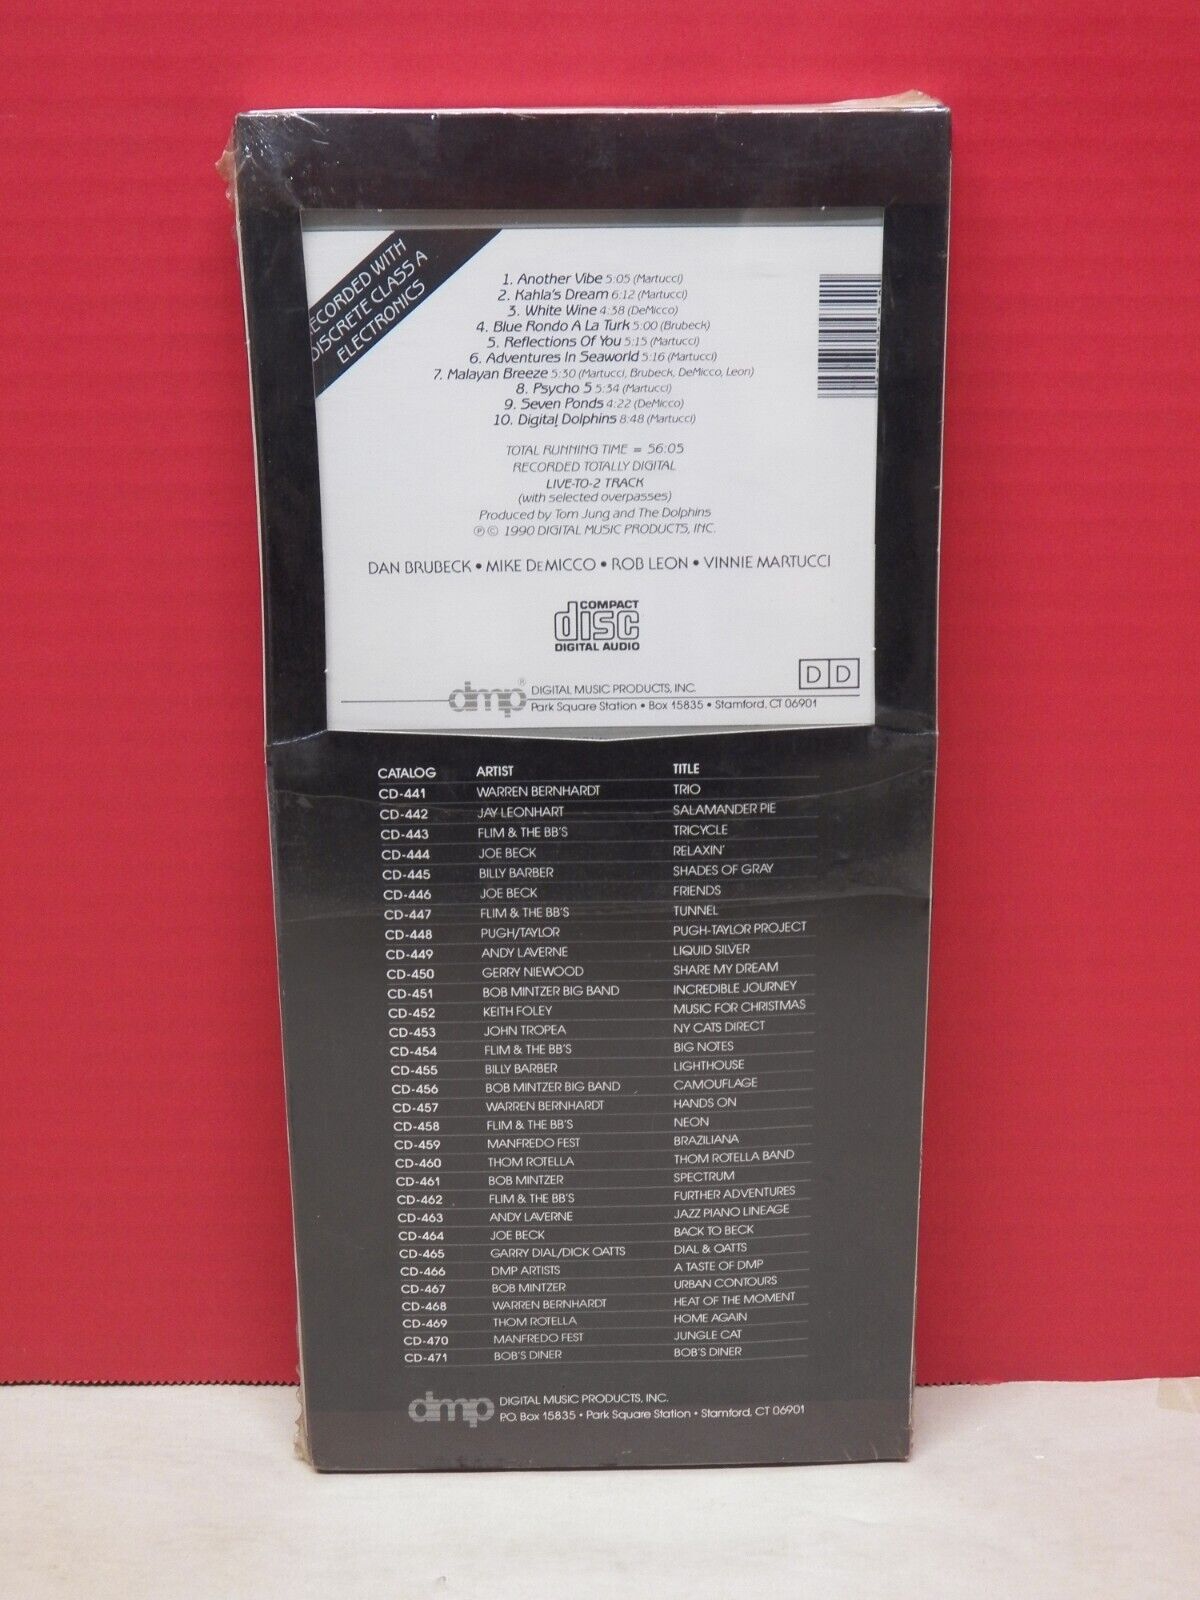 RECORDED WITH
DISCRETE CLASS A
ELECTRONICS
1. Another Vibe 5:05 (Martucci)
2. Kahla's Dream 6:12 (Martucci)
3. White Wine 4:38 (DeMicco)
4. Blue Rondo A La Turk 5:00 (Brubeck)
5. Reflections Of You 5:15 (Martucci)
6. Adventures In Seaworld 5:16 (Martucci)
7. Malayan Breeze 5:30 (Martucci, Brubeck, DeMicco, Leon)
8. Psycho 5 5:34 (Martucci)
9. Seven Ponds 4:22 (DeMicco)
10. Digital Dolphins 8:48 (Martucci)
TOTAL RUNNING TIME = 56:05
RECORDED TOTALLY DIGITAL
LIVE-TO-2 TRACK
(with selected overpasses)
Produced by Tom Jung and The Dolphins
℗ © 1990 DIGITAL MUSIC PRODUCTS, INC.
DAN BRUBECK • MIKE DEMICCO • ROB LEON • VINNIE MARTUCCI
COMPACT
disc
DIGITAL AUDIO
D D
dmp® DIGITAL MUSIC PRODUCTS, INC.
Park Square Station • Box 15835 • Stamford, CT 06901
CATALOG ARTIST TITLE
CD-441 WARREN BERNHARDT TRIO
CD-442 JAY LEONHART SALAMANDER PIE
CD-443 FLIM & THE BB'S TRICYCLE
CD-444 JOE BECK RELAXIN'
CD-445 BILLY BARBER SHADES OF GRAY
CD-446 JOE BECK FRIENDS
CD-447 FLIM & THE BB'S TUNNEL
CD-448 PUGH/TAYLOR PUGH-TAYLOR PROJECT
CD-449 ANDY LAVERNE LIQUID SILVER
CD-450 GERRY NIEWOOD SHARE MY DREAM
CD-451 BOB MINTZER BIG BAND INCREDIBLE JOURNEY
CD-452 KEITH FOLEY MUSIC FOR CHRISTMAS
CD-453 JOHN TROPEA NY CATS DIRECT
CD-454 FLIM & THE BB'S BIG NOTES
CD-455 BILLY BARBER LIGHTHOUSE
CD-456 BOB MINTZER BIG BAND CAMOUFLAGE
CD-457 WARREN BERNHARDT HANDS ON
CD-458 FLIM & THE BB'S NEON
CD-459 MANFREDO FEST BRAZILIANA
CD-460 THOM ROTELLA THOM ROTELLA BAND
CD-461 BOB MINTZER SPECTRUM
CD-462 FLIM & THE BB'S FURTHER ADVENTURES
CD-463 ANDY LAVERNE JAZZ PIANO LINEAGE
CD-464 JOE BECK BACK TO BECK
CD-465 GARRY DIAL/DICK OATTS DIAL & OATTS
CD-466 DMP ARTISTS A TASTE OF DMP
CD-467 BOB MINTZER URBAN CONTOURS
CD-468 WARREN BERNHARDT HEAT OF THE MOMENT
CD-469 THOM ROTELLA HOME AGAIN
CD-470 MANFREDO FEST JUNGLE CAT
CD-471 BOB'S DINER BOB'S DINER
dmp DIGITAL MUSIC PRODUCTS, INC.
P.O. Box 15835 • Park Square Station • Stamford, CT 06901